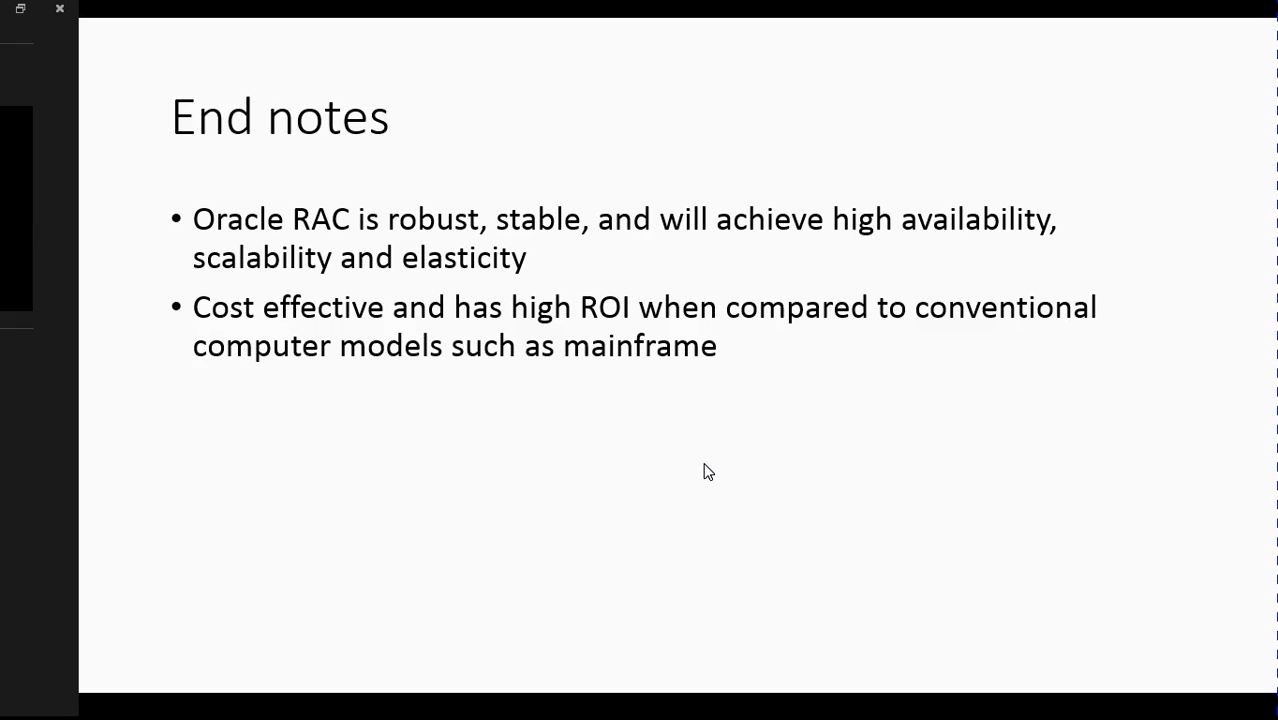 End notes
• Oracle RAC is robust, stable, and will achieve high availability,
scalability and elasticity
• Cost effective and has high ROI when compared to conventional
computer models such as mainframe